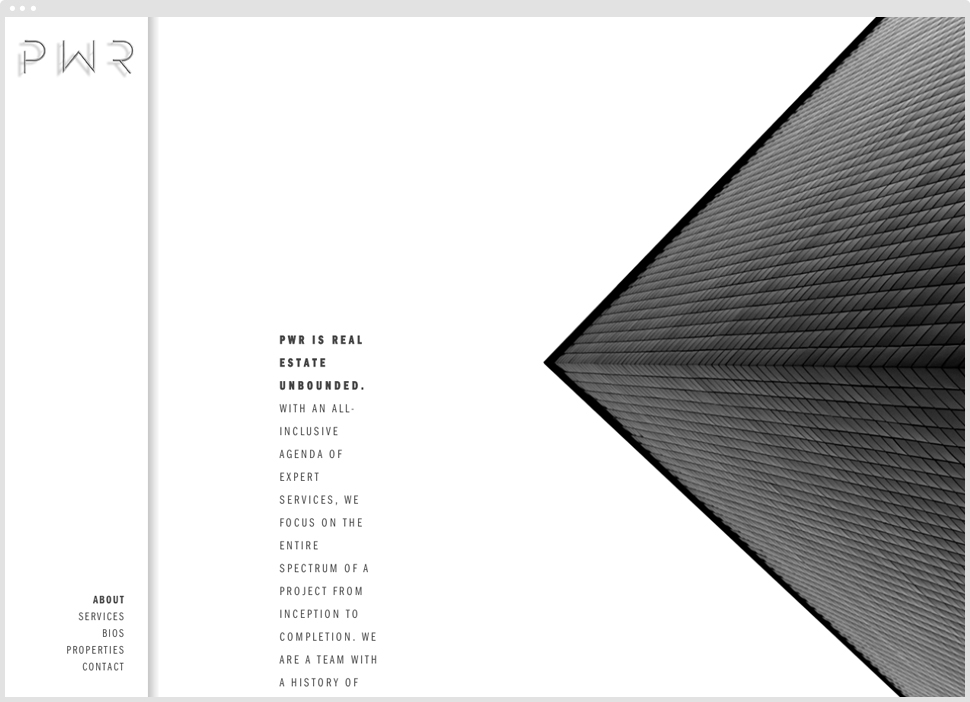 PWR
PWR IS REAL
ESTATE
UNBOUNDED.
WITH AN ALL-
INCLUSIVE
AGENDA OF
EXPERT
SERVICES, WE
FOCUS ON THE
ENTIRE
SPECTRUM OF A
PROJECT FROM
INCEPTION TO
COMPLETION. WE
ARE A TEAM WITH
A HISTORY OF
ABOUT
SERVICES
BIOS
PROPERTIES
CONTACT